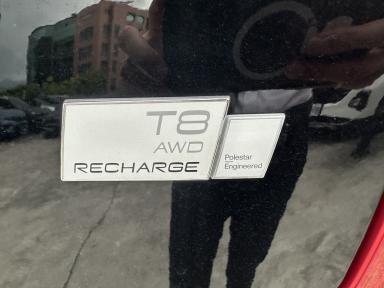 T8
AWD
RECHARGE
Polestar
Engineered